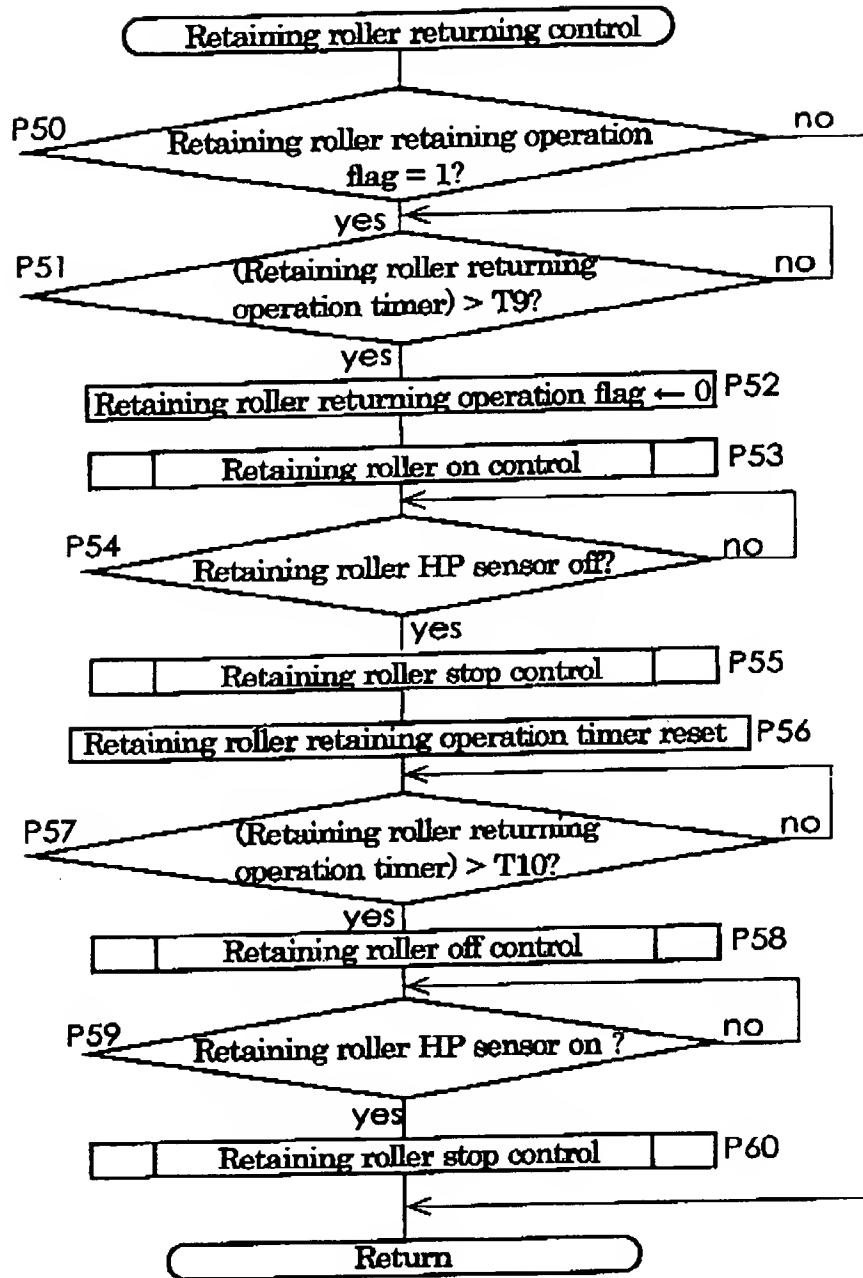 Retaining roller returning control
P50
Retaining roller retaining operation
flag = 1?
no
yes
P51
(Retaining roller returning
operation timer) > T9?
no
yes
Retaining roller returning operation flag ← 0
P52
Retaining roller on control
P53
P54
Retaining roller HP sensor off?
no
yes
Retaining roller stop control
P55
Retaining roller retaining operation timer reset
P56
P57
(Retaining roller returning
operation timer) > T10?
no
yes
Retaining roller off control
P58
P59
Retaining roller HP sensor on ?
no
yes
Retaining roller stop control
P60
Return